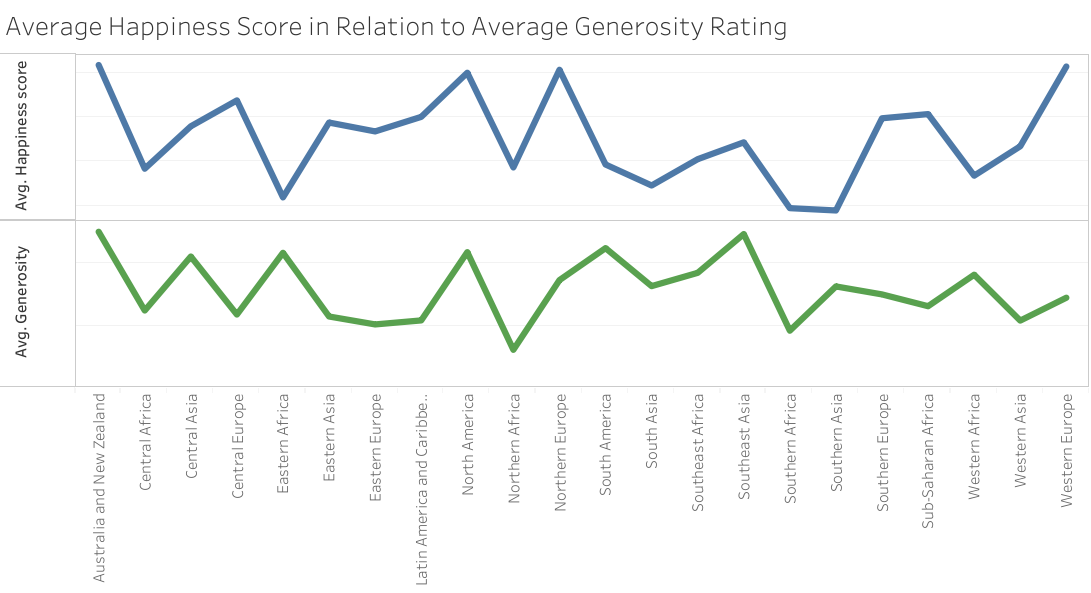 Average Happiness Score in Relation to Average Generosity Rating
Avg. Happiness score
Avg. Generosity
Australia and New Zealand
Central Africa
Central Asia
Central Europe
Eastern Africa
Eastern Asia
Eastern Europe
Latin America and Caribbe..
North America
Northern Africa
Northern Europe
South America
South Asia
Southeast Africa
Southeast Asia
Southern Africa
Southern Asia
Southern Europe
Sub-Saharan Africa
Western Africa
Western Asia
Western Europe